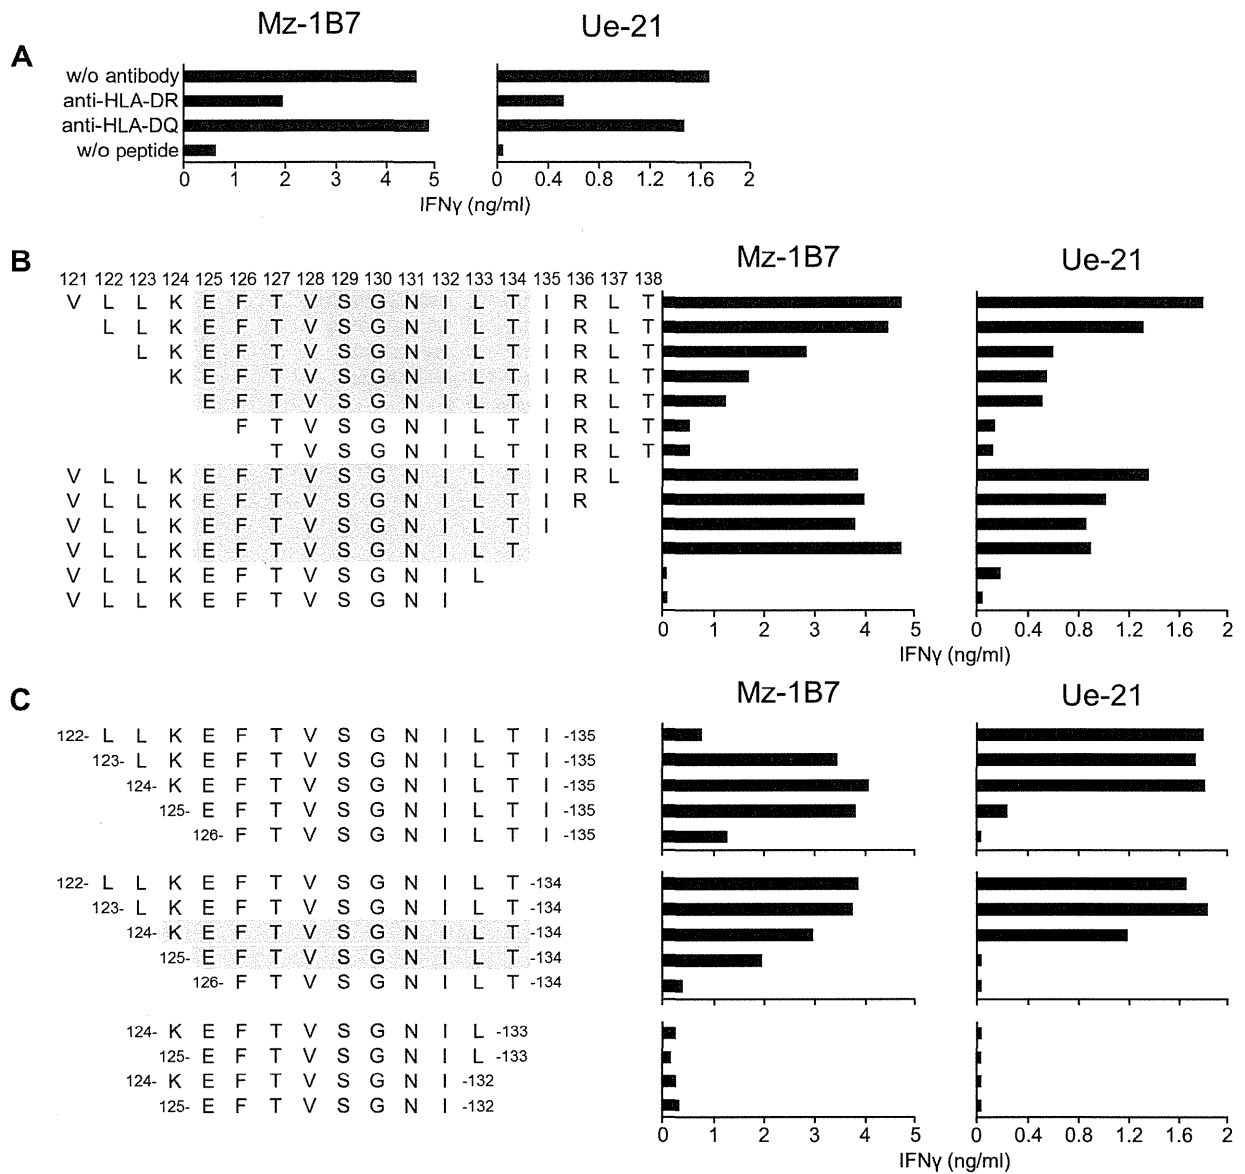 Mz-1B7 Ue-21
A
w/o antibody
anti-HLA-DR
anti-HLA-DQ
w/o peptide
0 1 2 3 4 5 0 0.4 0.8 1.2 1.6 2
IFNγ (ng/ml)
B Mz-1B7 Ue-21
121 122 123 124 125 126 127 128 129 130 131 132 133 134 135 136 137 138
V L L K E F T V S G N I L T I R L T
L L K E F T V S G N I L T I R L T
L K E F T V S G N I L T I R L T
K E F T V S G N I L T I R L T
E F T V S G N I L T I R L T
F T V S G N I L T I R L T
T V S G N I L T I R L T
V L L K E F T V S G N I L T I R L
V L L K E F T V S G N I L T I R
V L L K E F T V S G N I L T I
V L L K E F T V S G N I L T
V L L K E F T V S G N I L
V L L K E F T V S G N I
0 1 2 3 4 5 0 0.4 0.8 1.2 1.6 2
IFNγ (ng/ml)
C Mz-1B7 Ue-21
122- L L K E F T V S G N I L T I -135
123- L K E F T V S G N I L T I -135
124- K E F T V S G N I L T I -135
125- E F T V S G N I L T I -135
126- F T V S G N I L T I -135
122- L L K E F T V S G N I L T -134
123- L K E F T V S G N I L T -134
124- K E F T V S G N I L T -134
125- E F T V S G N I L T -134
126- F T V S G N I L T -134
124- K E F T V S G N I L -133
125- E F T V S G N I L -133
124- K E F T V S G N I -132
125- E F T V S G N I -132
0 1 2 3 4 5 0 0.4 0.8 1.2 1.6 2
IFNγ (ng/ml)